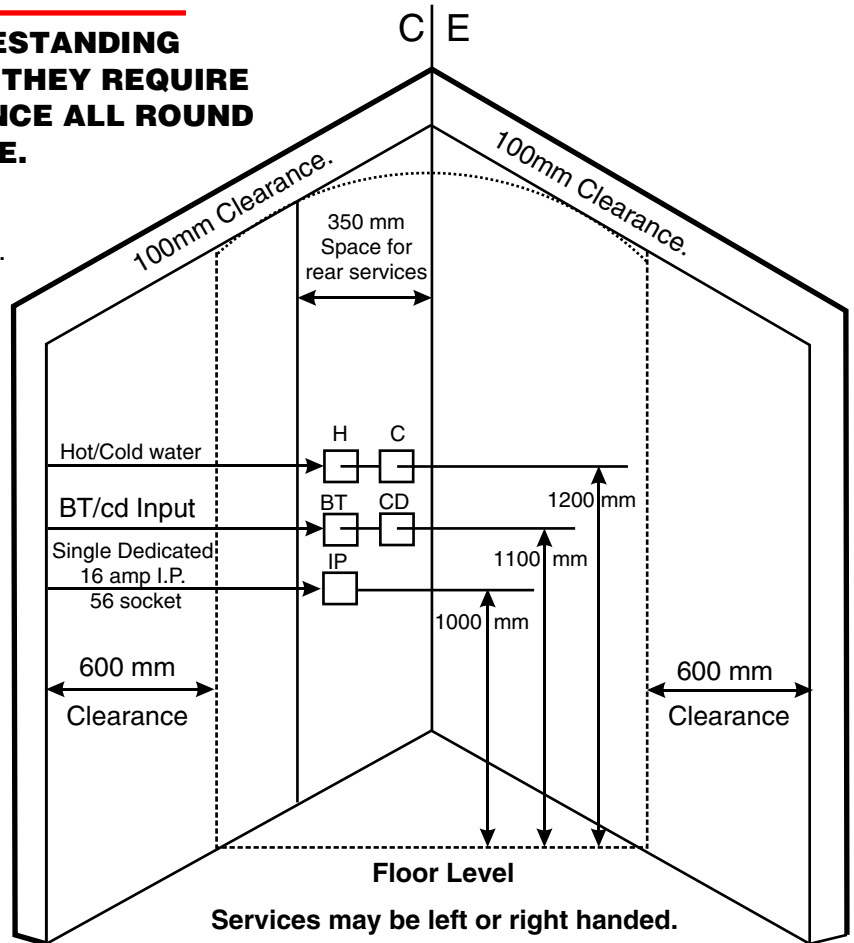 C E
ESTANDING
THEY REQUIRE
NCE ALL ROUND
E.
100mm Clearance.
100mm Clearance.
350 mm
Space for
rear services
H C
Hot/Cold water
1200 mm
BT CD
BT/cd Input
1100 mm
IP
Single Dedicated
16 amp I.P.
56 socket
1000 mm
600 mm
Clearance
600 mm
Clearance
Floor Level
Services may be left or right handed.